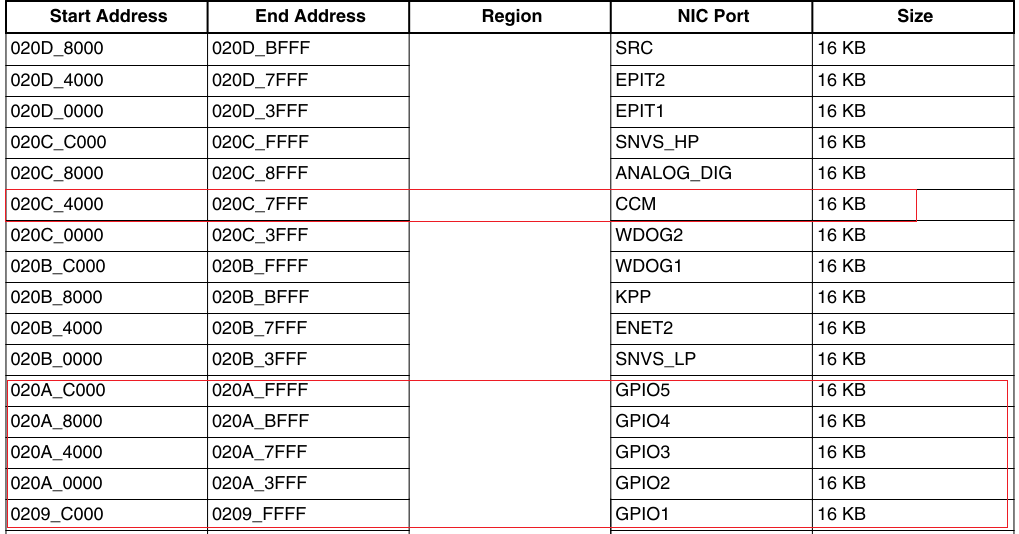 Start Address End Address Region NIC Port Size
020D_8000 020D_BFFF SRC 16 KB
020D_4000 020D_7FFF EPIT2 16 KB
020D_0000 020D_3FFF EPIT1 16 KB
020C_C000 020C_FFFF SNVS_HP 16 KB
020C_8000 020C_8FFF ANALOG_DIG 16 KB
020C_4000 020C_7FFF CCM 16 KB
020C_0000 020C_3FFF WDOG2 16 KB
020B_C000 020B_FFFF WDOG1 16 KB
020B_8000 020B_BFFF KPP 16 KB
020B_4000 020B_7FFF ENET2 16 KB
020B_0000 020B_3FFF SNVS_LP 16 KB
020A_C000 020A_FFFF GPIO5 16 KB
020A_8000 020A_BFFF GPIO4 16 KB
020A_4000 020A_7FFF GPIO3 16 KB
020A_0000 020A_3FFF GPIO2 16 KB
0209_C000 0209_FFFF GPIO1 16 KB